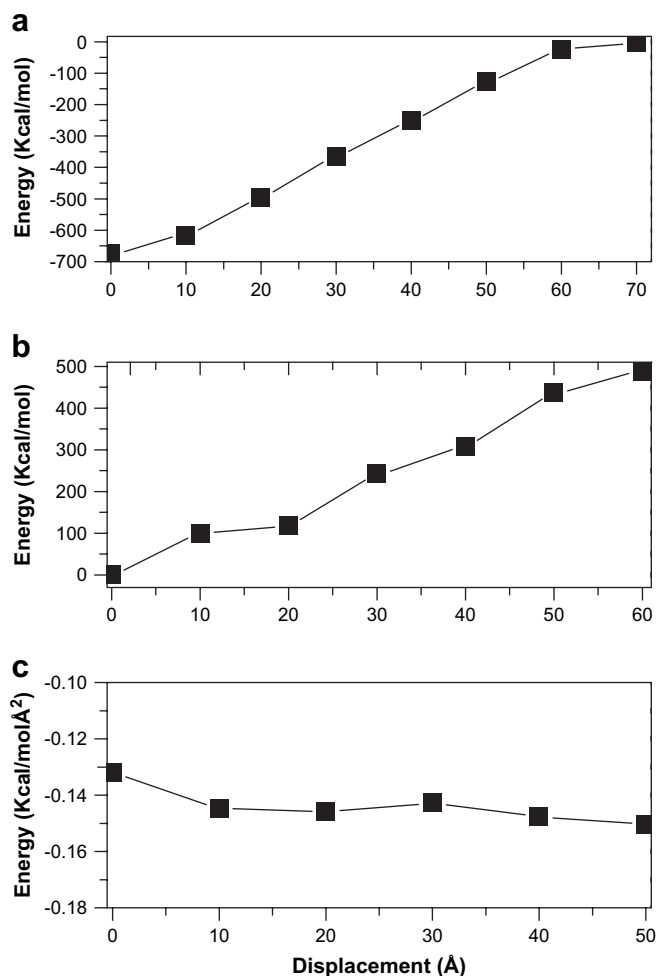 a
Energy (Kcal/mol)
0
-100
-200
-300
-400
-500
-600
-700
0 10 20 30 40 50 60 70
b
Energy (Kcal/mol)
500
400
300
200
100
0
0 10 20 30 40 50 60
c
Energy (Kcal/molÅ²)
-0.10
-0.12
-0.14
-0.16
-0.18
0 10 20 30 40 50
Displacement (Å)